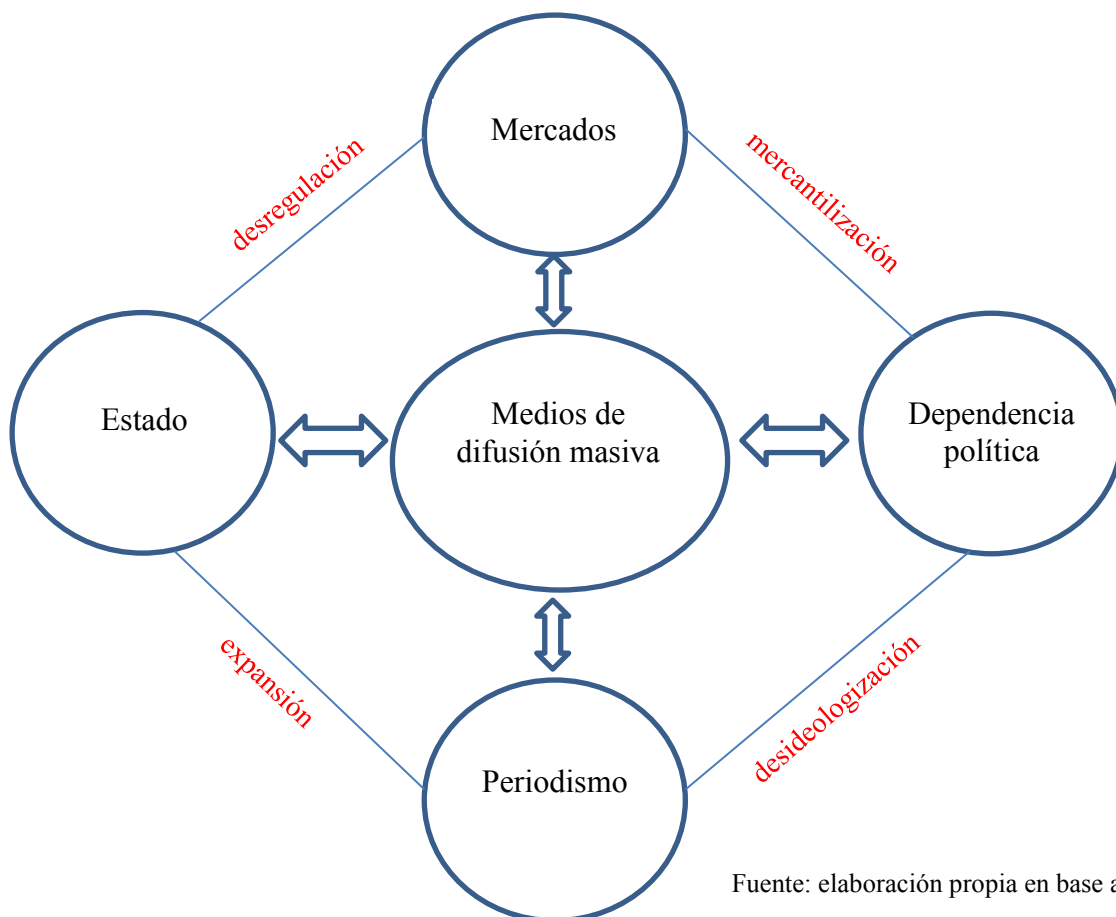 Mercados
desregulación
mercantilización
Estado
Medios de
difusión masiva
Dependencia
política
expansión
desideologización
Periodismo
Fuente: elaboración propia en base a